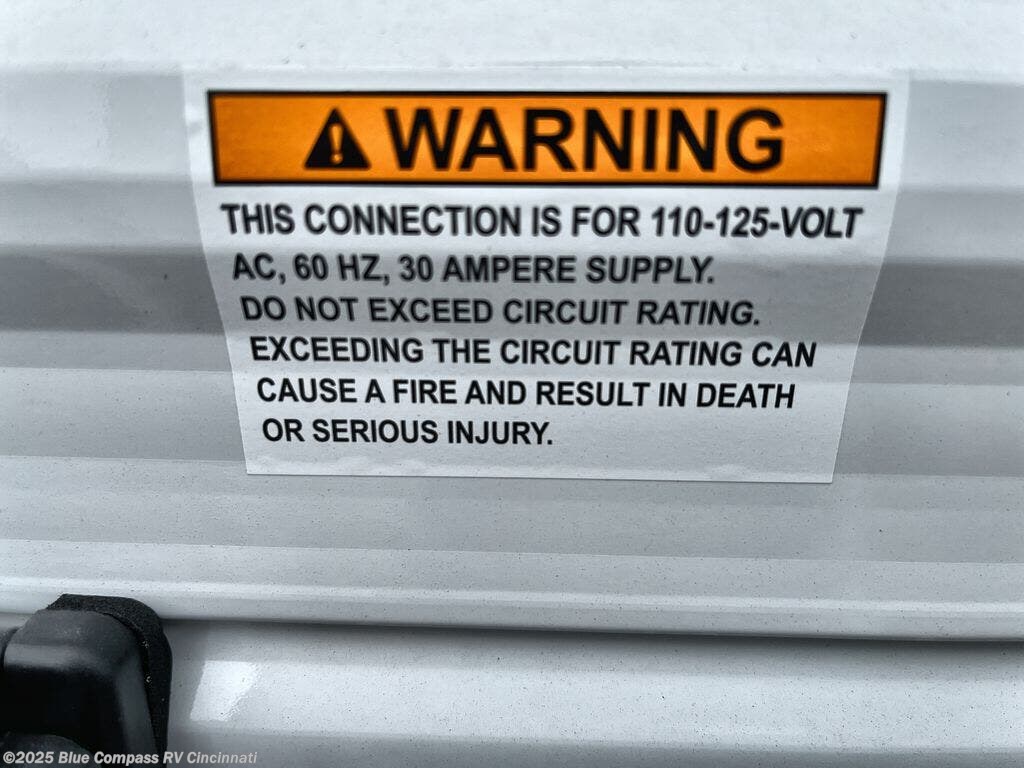 WARNING
THIS CONNECTION IS FOR 110-125-VOLT
AC, 60 HZ, 30 AMPERE SUPPLY.
DO NOT EXCEED CIRCUIT RATING.
EXCEEDING THE CIRCUIT RATING CAN
CAUSE A FIRE AND RESULT IN DEATH
OR SERIOUS INJURY.
©2025 Blue Compass RV Cincinnati